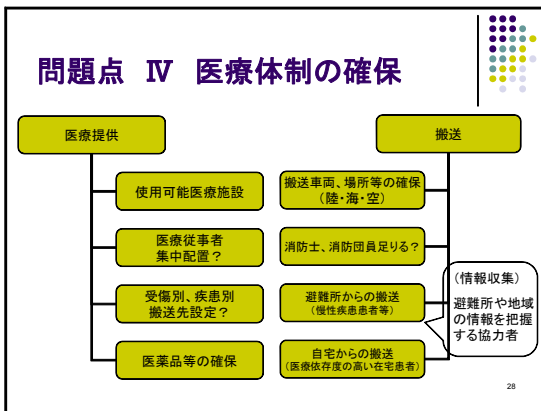 問題点 Ⅳ 医療体制の確保
医療提供
使用可能医療施設
医療従事者
集中配置？
受傷別、疾患別
搬送先設定？
医薬品等の確保
搬送
搬送車両、場所等の確保
（陸・海・空）
消防士、消防団員足りる？
避難所からの搬送
（慢性疾患患者等）
自宅からの搬送
（医療依存度の高い在宅患者）
（情報収集）
避難所や地域
の情報を把握
する協力者
28